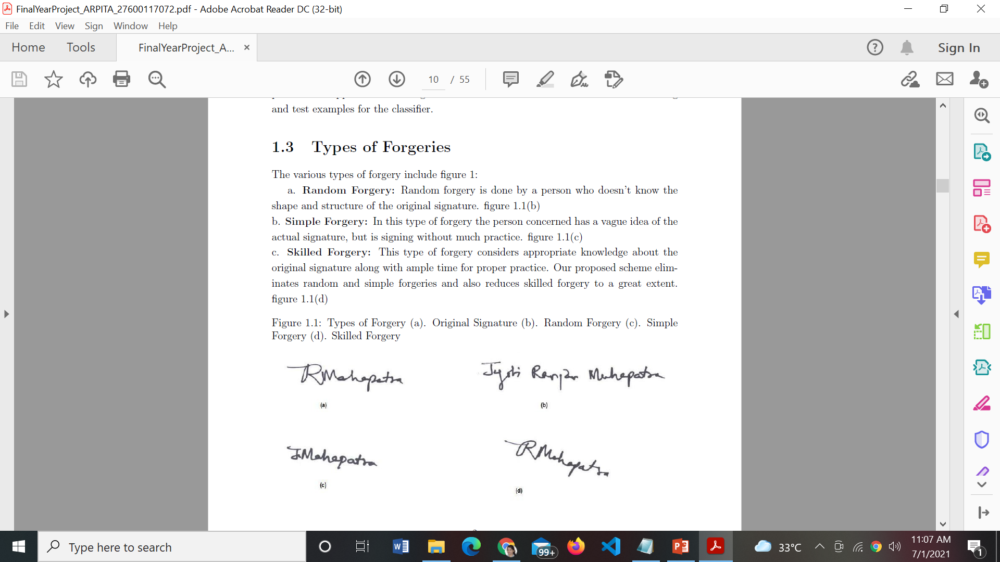 FinalYearProject_ARPITA_27600117072.pdf - Adobe Acrobat Reader DC (32-bit)
File Edit View Sign Window Help
Home Tools FinalYearProject_A... × Sign In
10 / 55
and test examples for the classifier.
1.3 Types of Forgeries
The various types of forgery include figure 1:
a. Random Forgery: Random forgery is done by a person who doesn't know the
shape and structure of the original signature. figure 1.1(b)
b. Simple Forgery: In this type of forgery the person concerned has a vague idea of the
actual signature, but is signing without much practice. figure 1.1(c)
c. Skilled Forgery: This type of forgery considers appropriate knowledge about the
original signature along with ample time for proper practice. Our proposed scheme elim-
inates random and simple forgeries and also reduces skilled forgery to a great extent.
figure 1.1(d)
Figure 1.1: Types of Forgery (a). Original Signature (b). Random Forgery (c). Simple
Forgery (d). Skilled Forgery
JRMahapatra Jyoti Ranjan Mahapatra
(a) (b)
J.Mahapatra JRMahapatra
(c) (d)
Type here to search 99+ 33°C 11:07 AM
7/1/2021 1